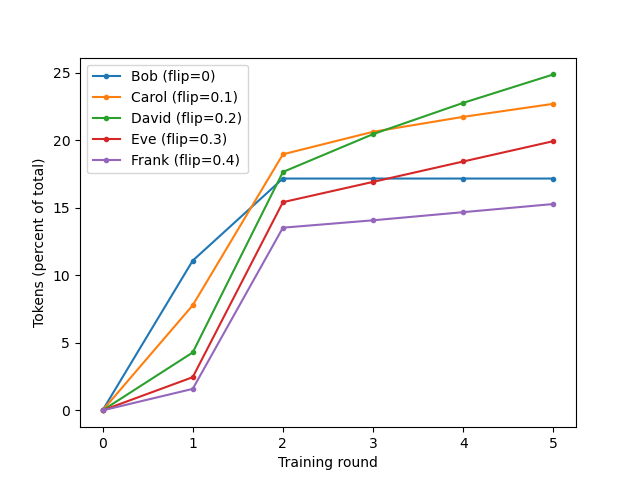 Bob (flip=0)
Carol (flip=0.1)
David (flip=0.2)
Eve (flip=0.3)
Frank (flip=0.4)
25
20
15
10
5
0
Tokens (percent of total)
0 1 2 3 4 5
Training round